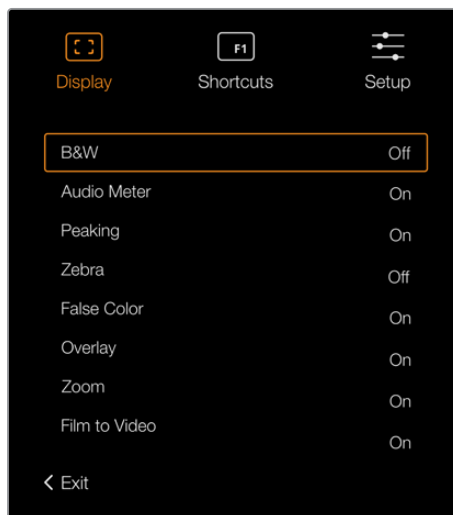 F1
Display Shortcuts Setup
B&W Off
Audio Meter On
Peaking On
Zebra Off
False Color On
Overlay On
Zoom On
Film to Video On
Exit